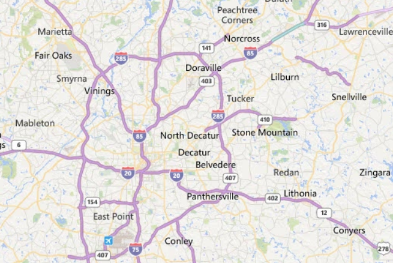 Peachtree
Corners
316
Marietta
Norcross
Lawrenceville
141
85
Fair Oaks
285
Doraville
Smyrna
403
Lilburn
Vinings
Tucker
Snellville
285
Mableton
410
85
North Decatur
Stone Mountain
6
Decatur
Belvedere
20
20
Redan
Zingara
407
Lithonia
Panthersville
402
154
12
East Point
Conyers
Conley
75
278
407